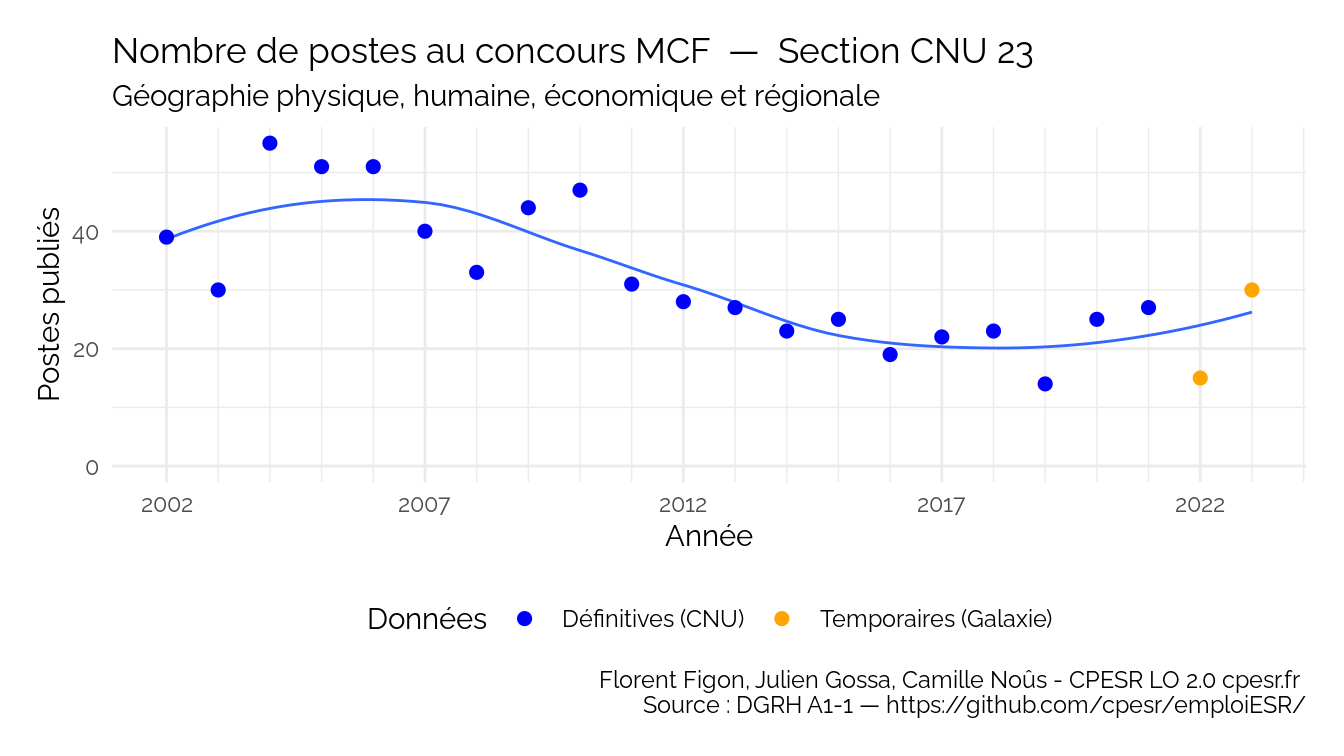 Nombre de postes au concours MCF — Section CNU 23
Géographie physique, humaine, économique et régionale
Postes publiés
40
20
0
2002 2007 2012 2017 2022
Année
Données Définitives (CNU) Temporaires (Galaxie)
Florent Figon, Julien Gossa, Camille Noûs - CPESR LO 2.0 cpesr.fr
Source : DGRH A1-1 — https://github.com/cpesr/emploiESR/